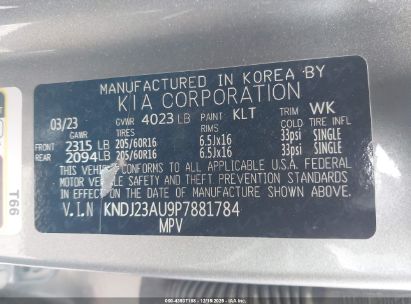 MANUFACTURED IN KOREA BY
KIA CORPORATION
03/23 GVWR 4023 LB PAINT KLT TRIM WK
GAWR TIRES RIMS COLD TIRE INFL
FRONT 2315 LB 205/60R16 6.5Jx16 33psi SINGLE
REAR 2094 LB 205/60R16 6.5Jx16 33psi SINGLE
THIS VEHICLE CONFORMS TO ALL APPLICABLE U.S.A. FEDERAL
MOTOR VEHICLE SAFETY BUMPER, AND THEFT PREVENTION STANDARDS
IN EFFECT ON THE DATE OF MANUFACTURE SHOWN ABOVE.
V.I.N KNDJ23AU9P7881784
MPV
T66